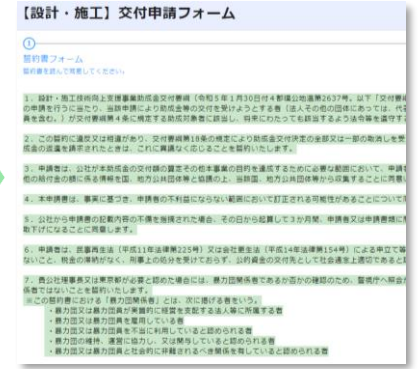 【設計・施工】交付申請フォーム
①
誓約書フォーム
誓約書を読んで同意してください。
1．設計・施工技術向上支援事業助成金交付要綱（令和5年1月30日付4都環公地温第2637号。以下「交付要綱
の申請を行うに当たり、当該申請により助成金等の交付を受けようとする者（法人その他の団体にあっては、代
員を含む。）が交付要綱第4条に規定する助成対象者に該当し、将来にわたっても該当するよう法令等を遵守する
2．この誓約に違反又は相違があり、交付要綱第18条の規定により助成金交付決定の全部又は一部の取消しを受
成金の返還を請求されたときは、これに異議なく応じることを誓約いたします。
3．申請者は、公社が本助成金の交付額の算定その他本事業の目的を達成するために必要な範囲において、申請
他の給付金の額に係る情報を国、地方公共団体等と協議の上、当該国、地方公共団体等から収集することに同意
4．本申請書は、事実に基づき、申請者の不利益にならない範囲において訂正される可能性があることについて
5．公社から申請書の記載内容の不備を指摘された場合、その日から起算して3か月間、申請者又は申請書類に
取下げになることに同意します。
6．申請者は、民事再生法（平成11年法律第225号）又は会社更生法（平成14年法律第154号）による申立て等
ないこと、税金の滞納がなく、刑事上の処分を受けておらず、公的資金の交付先として社会通念上適切であると
7．貴公社理事長又は東京都が必要と認めた場合には、暴力団関係者であるか否かの確認のため、警視庁へ照会
係者ではないことを誓約いたします。
※この誓約書における「暴力団関係者」とは、次に掲げる者をいう。
・暴力団又は暴力団員が実質的に経営を支配する法人等に所属する者
・暴力団員を雇用している者
・暴力団又は暴力団員を不当に利用していると認められる者
・暴力団の維持、運営に協力し、又は関与していると認められる者
・暴力団又は暴力団員と社会的に非難されるべき関係を有していると認められる者